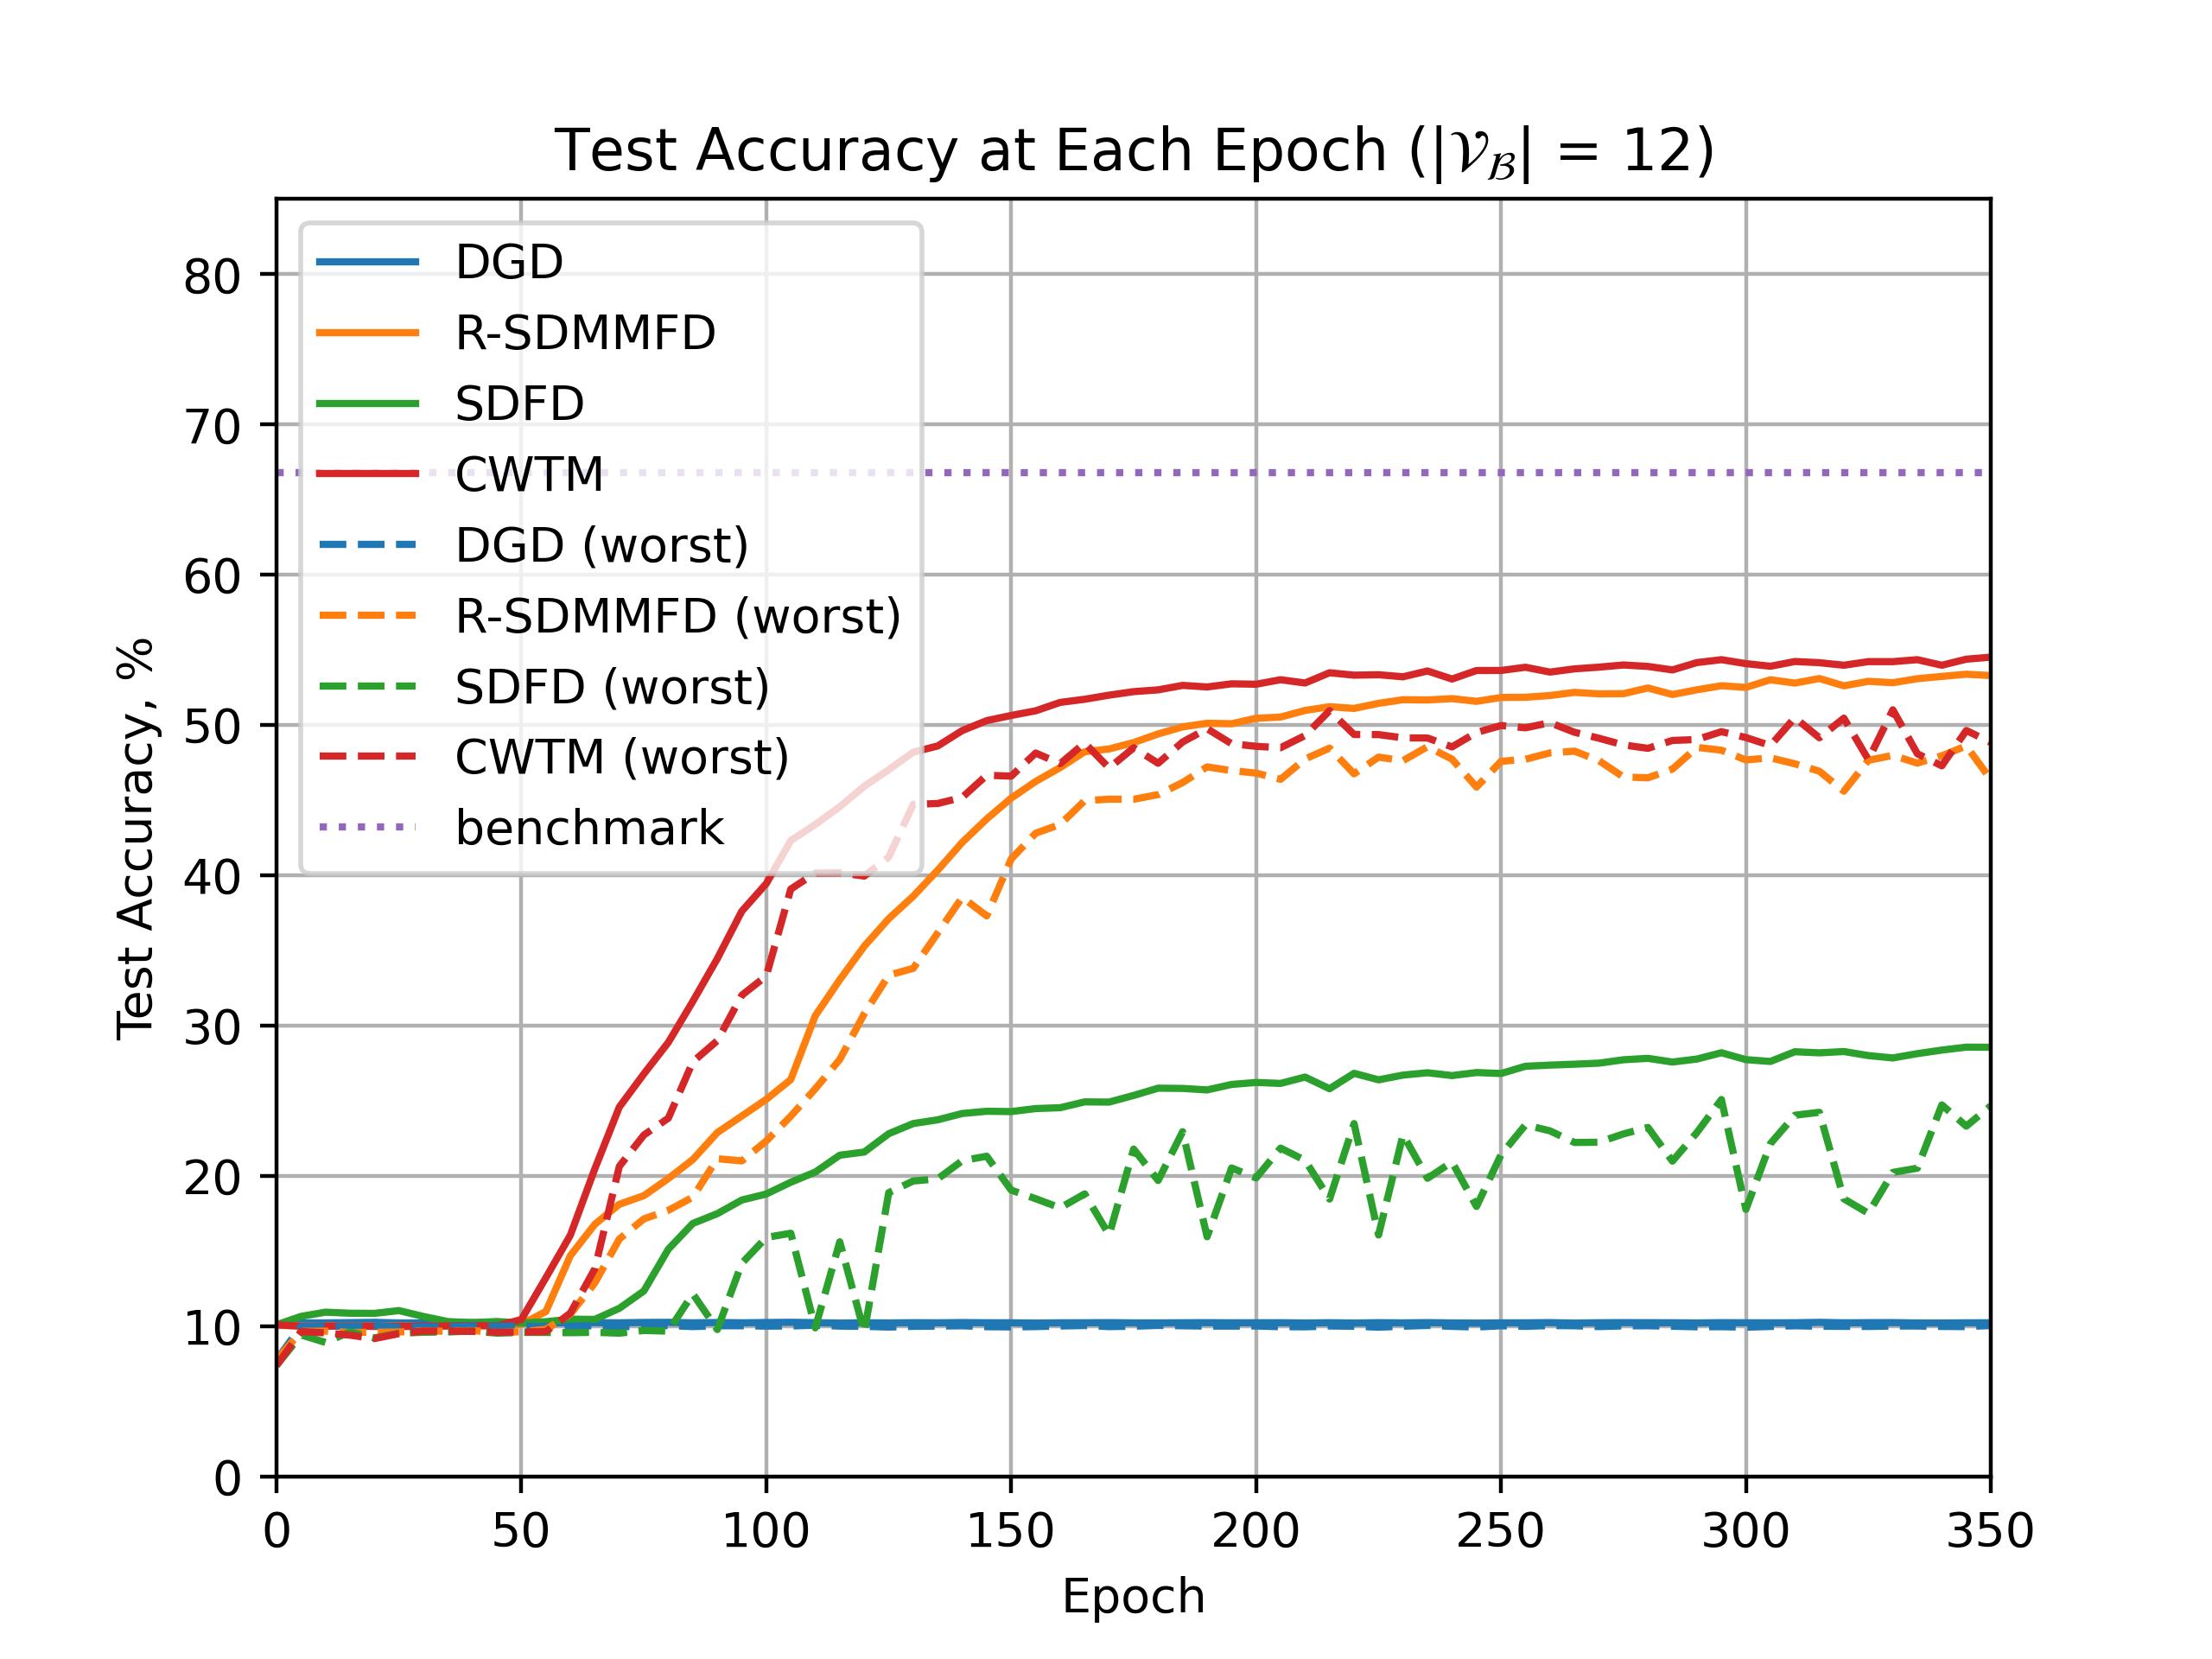 Test Accuracy at Each Epoch (|𝒱_ℬ| = 12)
DGD
R-SDMMFD
SDFD
CWTM
DGD (worst)
R-SDMMFD (worst)
SDFD (worst)
CWTM (worst)
benchmark
Test Accuracy, %
80
70
60
50
40
30
20
10
0
0 50 100 150 200 250 300 350
Epoch